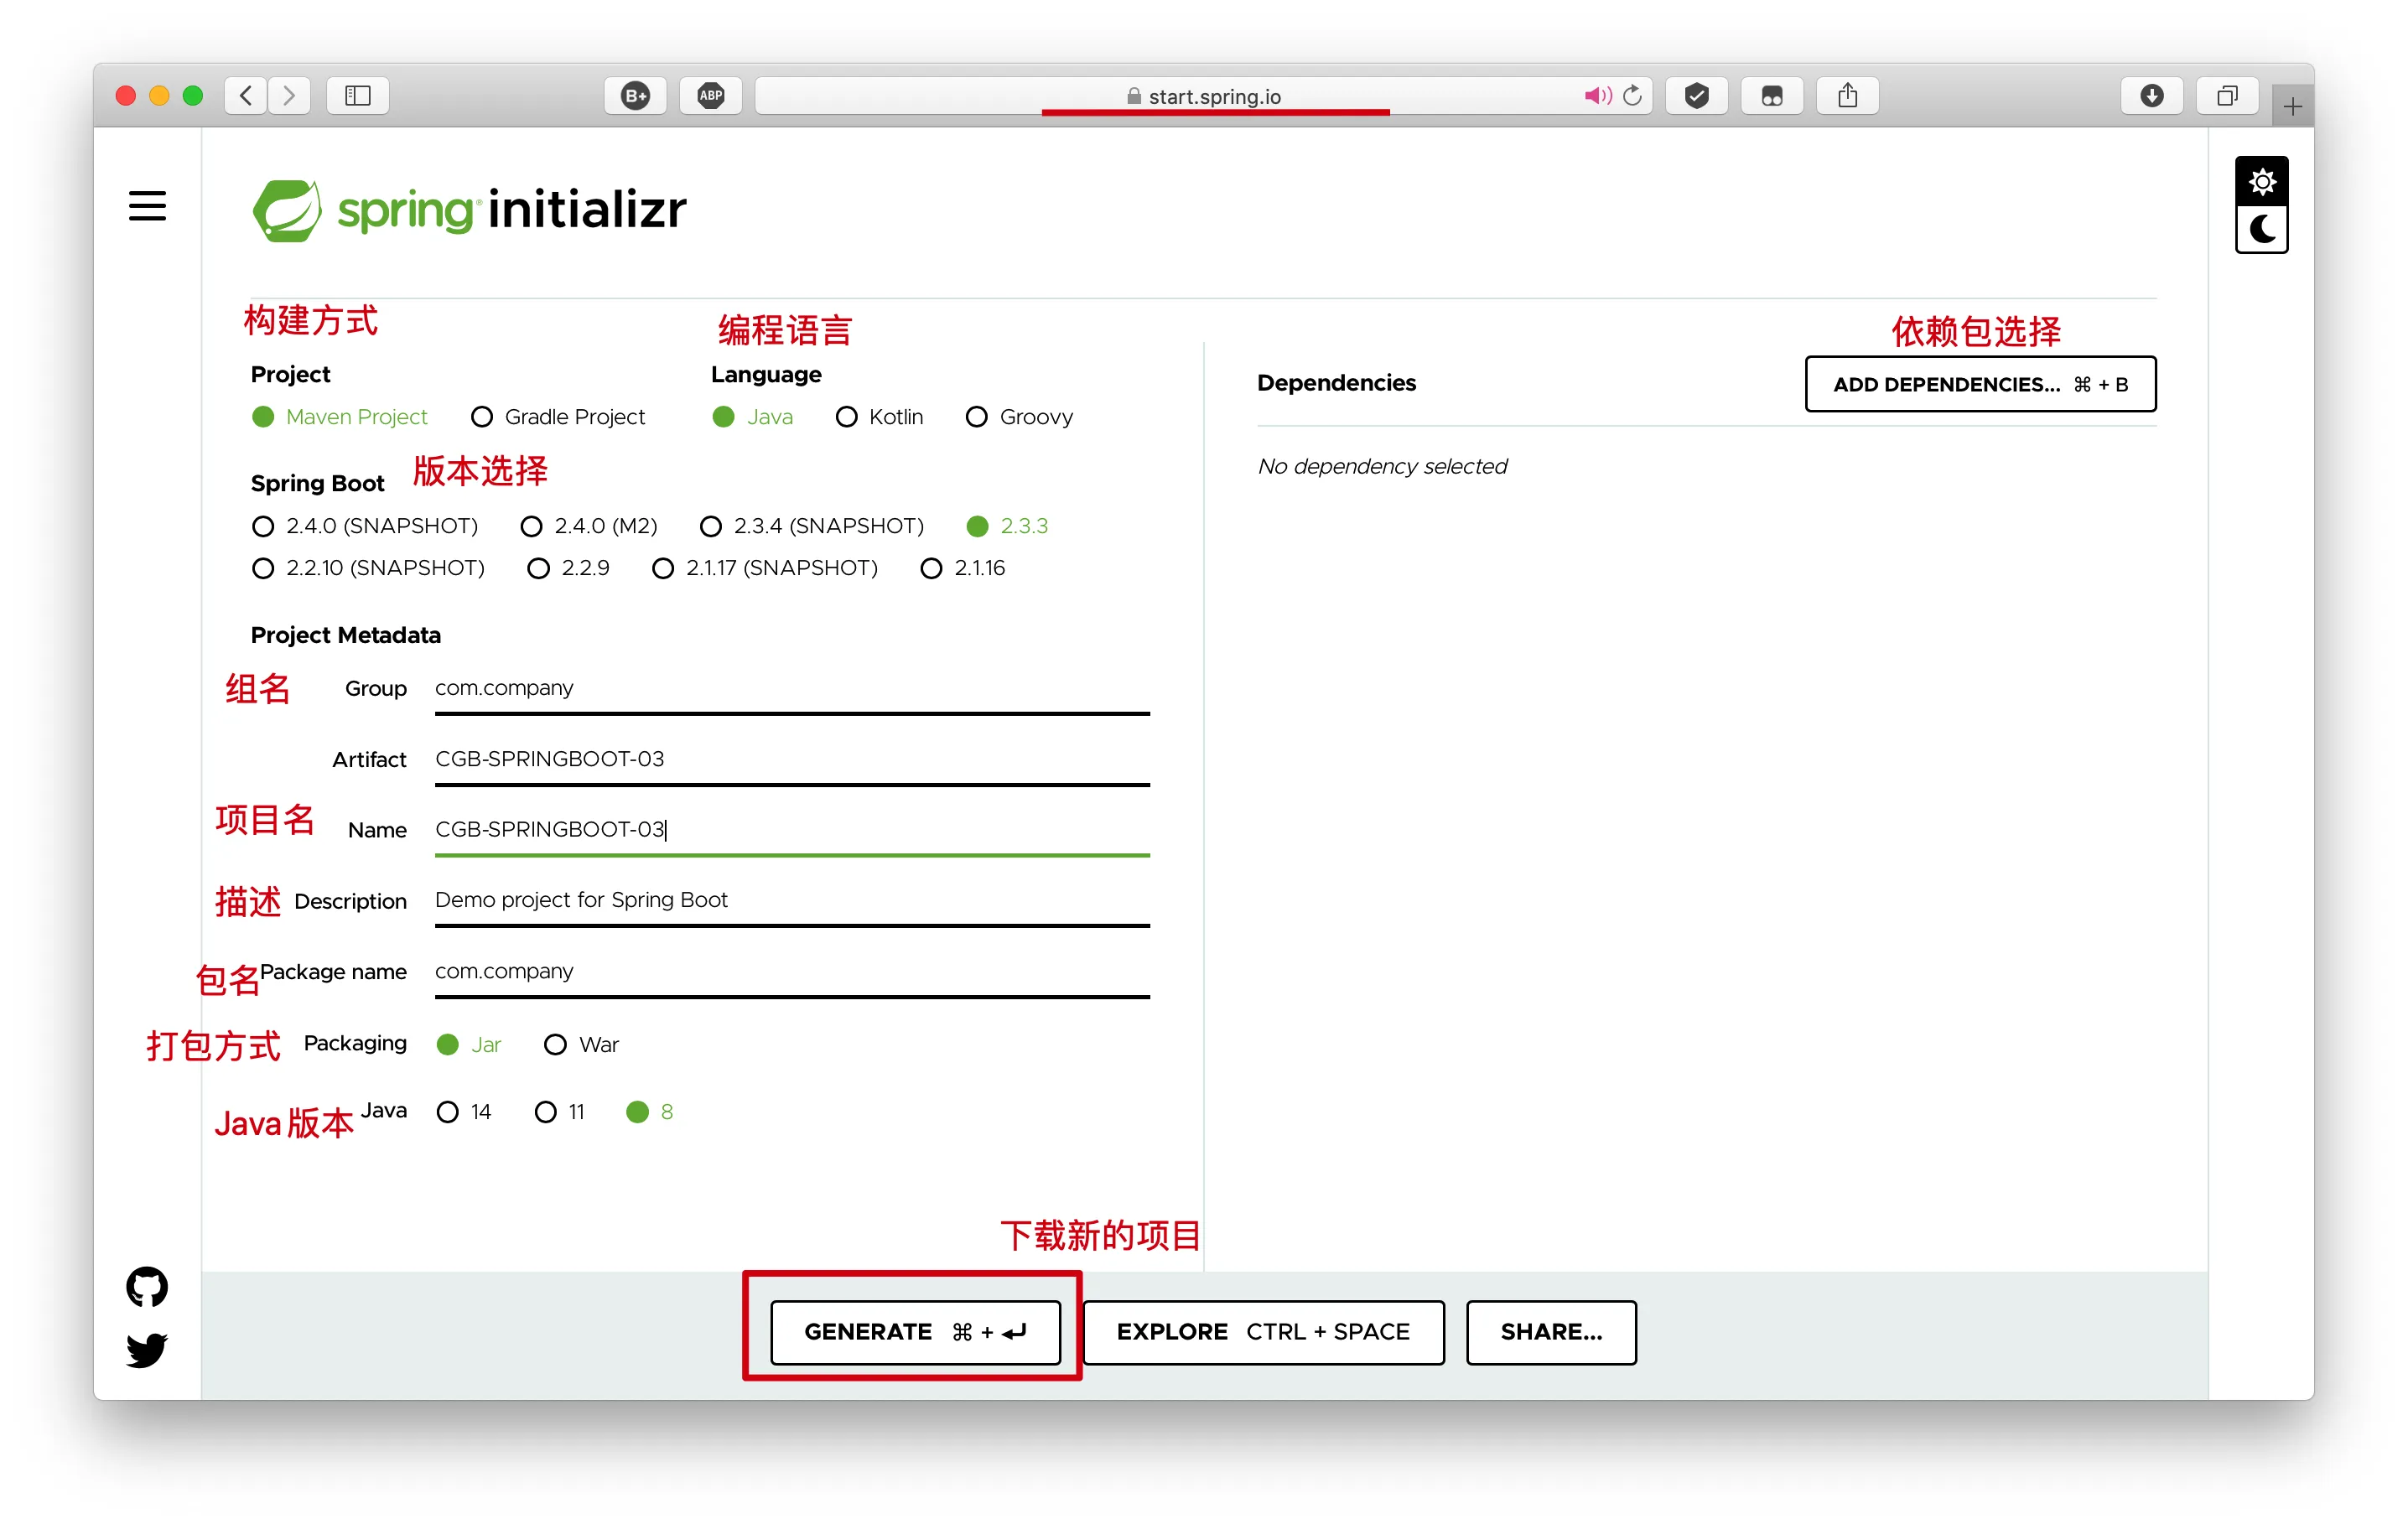 B+
ABP
start.spring.io
spring initializr
构建方式
编程语言
依赖包选择
Project
Language
Dependencies
ADD DEPENDENCIES... ⌘ + B
Maven Project Gradle Project
Java Kotlin Groovy
No dependency selected
Spring Boot 版本选择
2.4.0 (SNAPSHOT) 2.4.0 (M2) 2.3.4 (SNAPSHOT) 2.3.3
2.2.10 (SNAPSHOT) 2.2.9 2.1.17 (SNAPSHOT) 2.1.16
Project Metadata
组名 Group com.company
Artifact CGB-SPRINGBOOT-03
项目名 Name CGB-SPRINGBOOT-03
描述 Description Demo project for Spring Boot
包名 Package name com.company
打包方式 Packaging Jar War
Java版本 Java 14 11 8
下载新的项目
GENERATE ⌘ + ↵
EXPLORE CTRL + SPACE
SHARE...